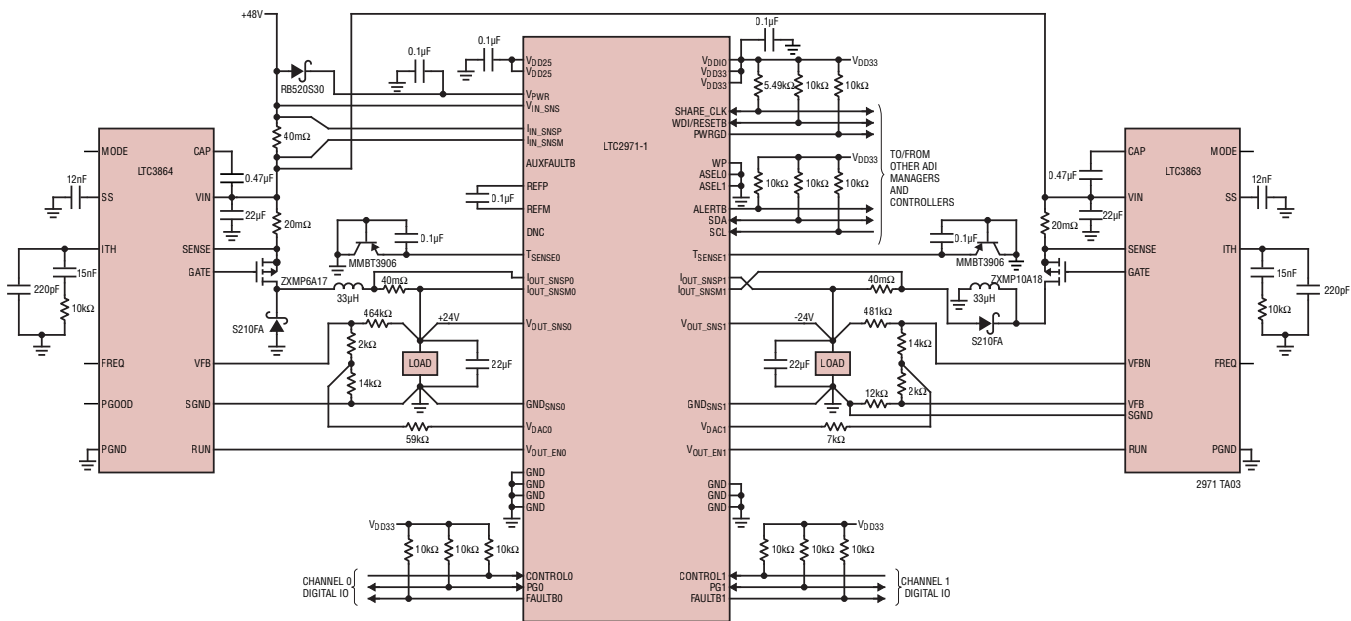 +48V
RB520S30
0.1µF
0.1µF
0.1µF
40mΩ
LTC3864
MODE
SS
ITH
FREQ
PGOOD
PGND
CAP
VIN
SENSE
GATE
VFB
SGND
RUN
12nF
220pF
15nF
10kΩ
0.47µF
22µF
20mΩ
ZXMP6A17
S210FA
33µH
40mΩ
MMBT3906
0.1µF
0.1µF
464kΩ
+24V
2kΩ
14kΩ
LOAD
22µF
59kΩ
LTC2971-1
VDD25
VDD25
VPWR
VIN_SNS
IIN_SNSP
IIN_SNSM
AUXFAULTB
REFP
REFM
DNC
TSENSE0
IOUT_SNSP0
IOUT_SNSM0
VOUT_SNS0
GNDSNS0
VDAC0
VOUT_EN0
GND
GND
GND
GND
CONTROL0
PG0
FAULTB0
VDD33
10kΩ
10kΩ
10kΩ
CHANNEL 0
DIGITAL IO
VDDIO
VDD33
VDD33
SHARE_CLK
WDI/RESETB
PWRGD
WP
ASEL0
ASEL1
ALERTB
SDA
SCL
TSENSE1
IOUT_SNSP1
IOUT_SNSM1
VOUT_SNS1
GNDSNS1
VDAC1
VOUT_EN1
GND
GND
GND
CONTROL1
PG1
FAULTB1
VDD33
5.49kΩ
10kΩ
10kΩ
VDD33
10kΩ
10kΩ
10kΩ
TO/FROM
OTHER ADI
MANAGERS
AND
CONTROLLERS
0.1µF
MMBT3906
ZXMP10A18
40mΩ
33µH
S210FA
-24V
481kΩ
14kΩ
2kΩ
12kΩ
22µF
LOAD
7kΩ
VDD33
10kΩ
10kΩ
10kΩ
CHANNEL 1
DIGITAL IO
0.47µF
22µF
20mΩ
LTC3863
CAP
VIN
SENSE
GATE
VFBN
VFB
SGND
RUN
MODE
SS
ITH
FREQ
PGND
12nF
15nF
10kΩ
220pF
2971 TA03